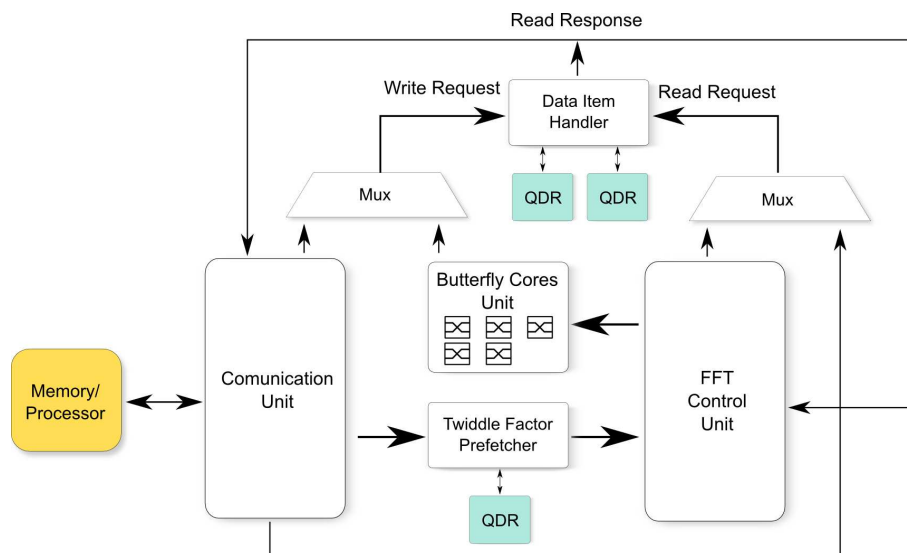 Read Response
Write Request
Data Item
Handler
Read Request
QDR
QDR
Mux
Mux
Butterfly Cores
Unit
Comunication
Unit
FFT
Control
Unit
Memory/
Processor
Twiddle Factor
Prefetcher
QDR